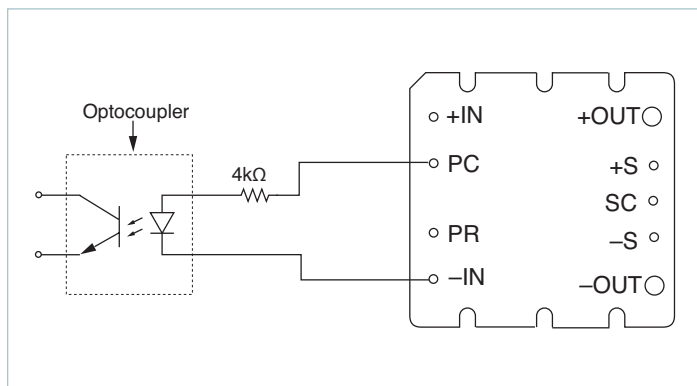 Optocoupler
4kΩ
+IN
PC
PR
–IN
+OUT
+S
SC
–S
–OUT